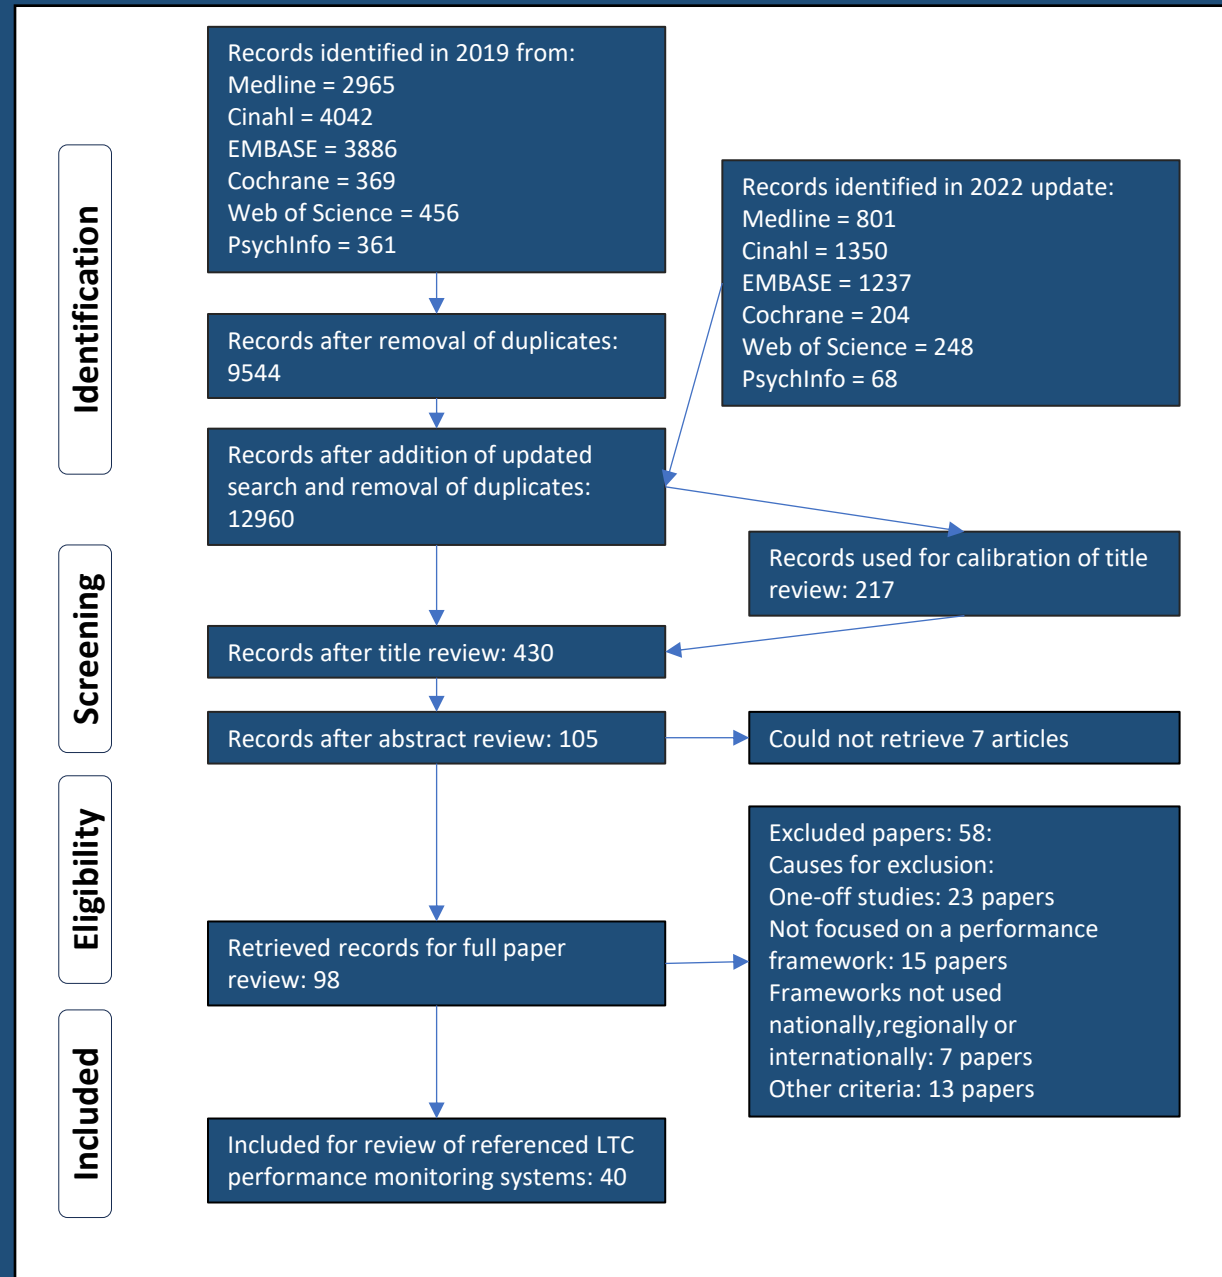 Identification
Records identified in 2019 from:
Medline = 2965
Cinahl = 4042
EMBASE = 3886
Cochrane = 369
Web of Science = 456
PsychInfo = 361
Records identified in 2022 update:
Medline = 801
Cinahl = 1350
EMBASE = 1237
Cochrane = 204
Web of Science = 248
PsychInfo = 68
Records after removal of duplicates:
9544
Records after addition of updated
search and removal of duplicates:
12960
Screening
Records used for calibration of title
review: 217
Records after title review: 430
Records after abstract review: 105
Could not retrieve 7 articles
Eligibility
Excluded papers: 58:
Causes for exclusion:
One-off studies: 23 papers
Not focused on a performance
framework: 15 papers
Frameworks not used
nationally,regionally or
internationally: 7 papers
Other criteria: 13 papers
Retrieved records for full paper
review: 98
Included
Included for review of referenced LTC
performance monitoring systems: 40